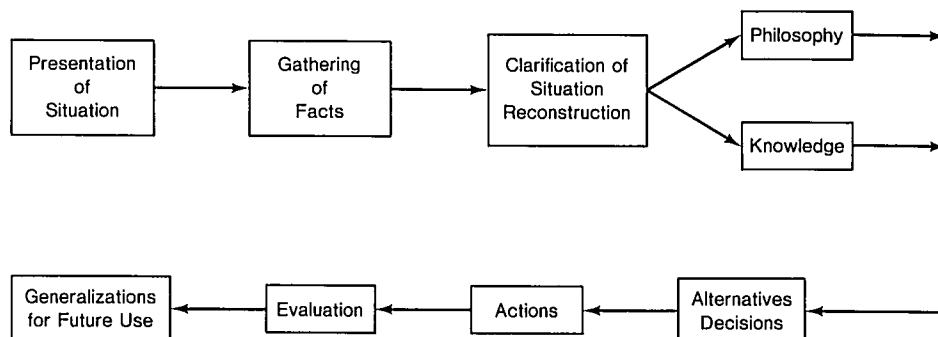 Presentation
of
Situation
Gathering
of
Facts
Clarification of
Situation
Reconstruction
Philosophy
Knowledge
Alternatives
Decisions
Actions
Evaluation
Generalizations
for Future Use